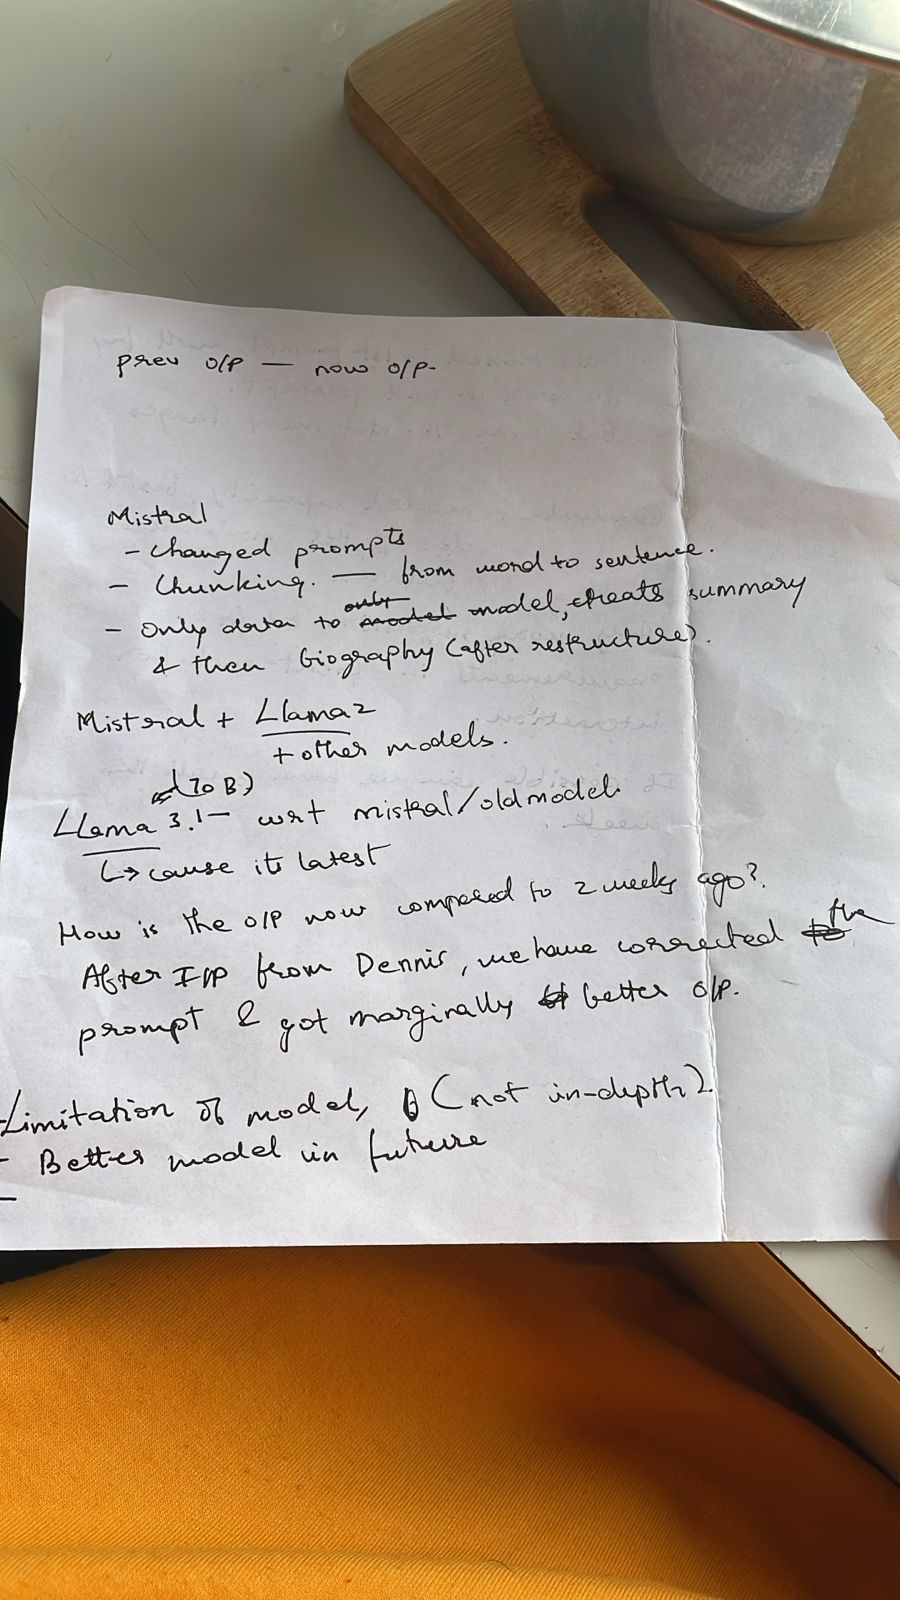 prev o/p — now o/p.
Mistral
- Changed prompts
- Chunking. — from word to sentence.
only
- Only data to model model, creats summary
& then biography (after restructure).
Mistral + Llama2
+ other models.
(70 B)
Llama 3.1 — wrt mistral/old model.
↳ cause its latest
How is the o/p now compared to 2 weeks ago?
After I/P from Dennis, we have corrected the
prompt & got marginally better o/p.
- Limitation of model, (not in-depth).
- Better model in future
-